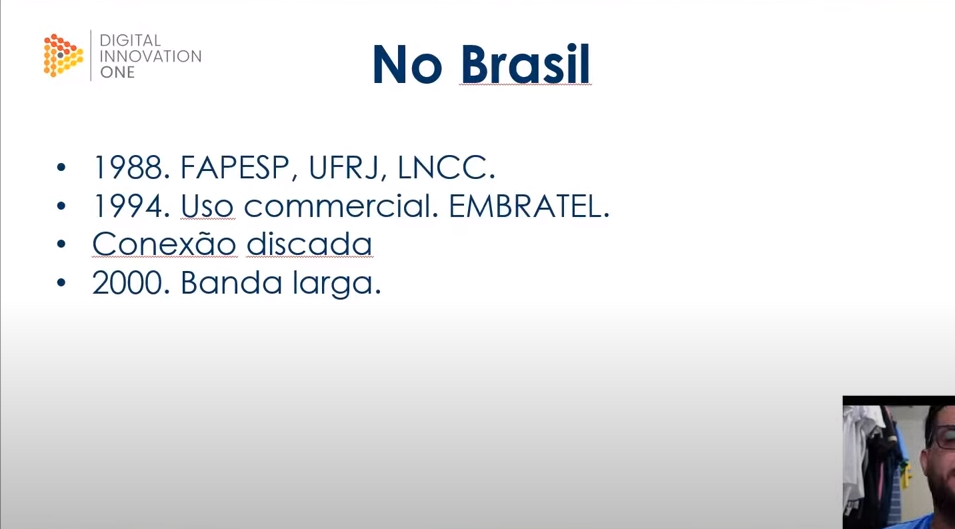 DIGITAL
INNOVATION
ONE
No Brasil
• 1988. FAPESP, UFRJ, LNCC.
• 1994. Uso commercial. EMBRATEL.
• Conexão discada
• 2000. Banda larga.